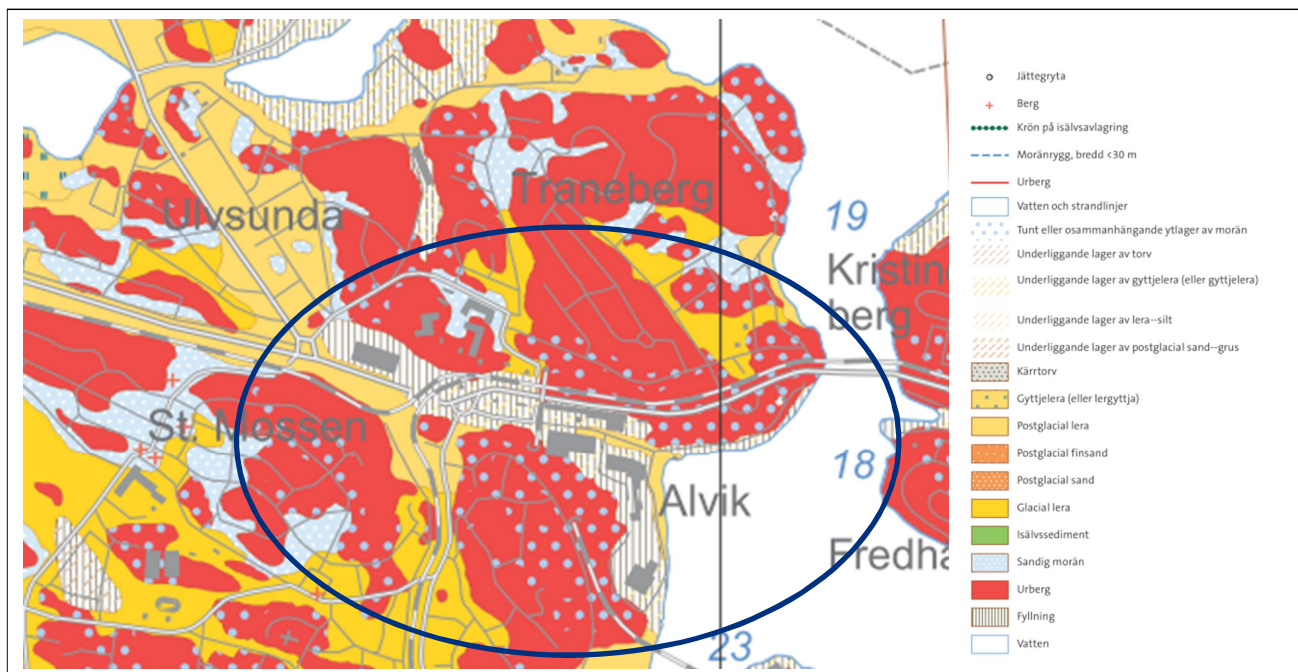 Traneberg
Ulvsunda
19
Kristin
berg
St. Mossen
18
Alvik
Fredhä
23
Jättegryta
Berg
Krön på isälvsavlagring
Moränrygg, bredd <30 m
Urberg
Vatten och strandlinjer
Tunt eller osammanhängande ytlager av morän
Underliggande lager av torv
Underliggande lager av gyttjelera (eller gyttjelera)
Underliggande lager av lera--silt
Underliggande lager av postglacial sand--grus
Kärrtorv
Gyttjelera (eller lergyttja)
Postglacial lera
Postglacial finsand
Postglacial sand
Glacial lera
Isälvssediment
Sandig morän
Urberg
Fyllning
Vatten